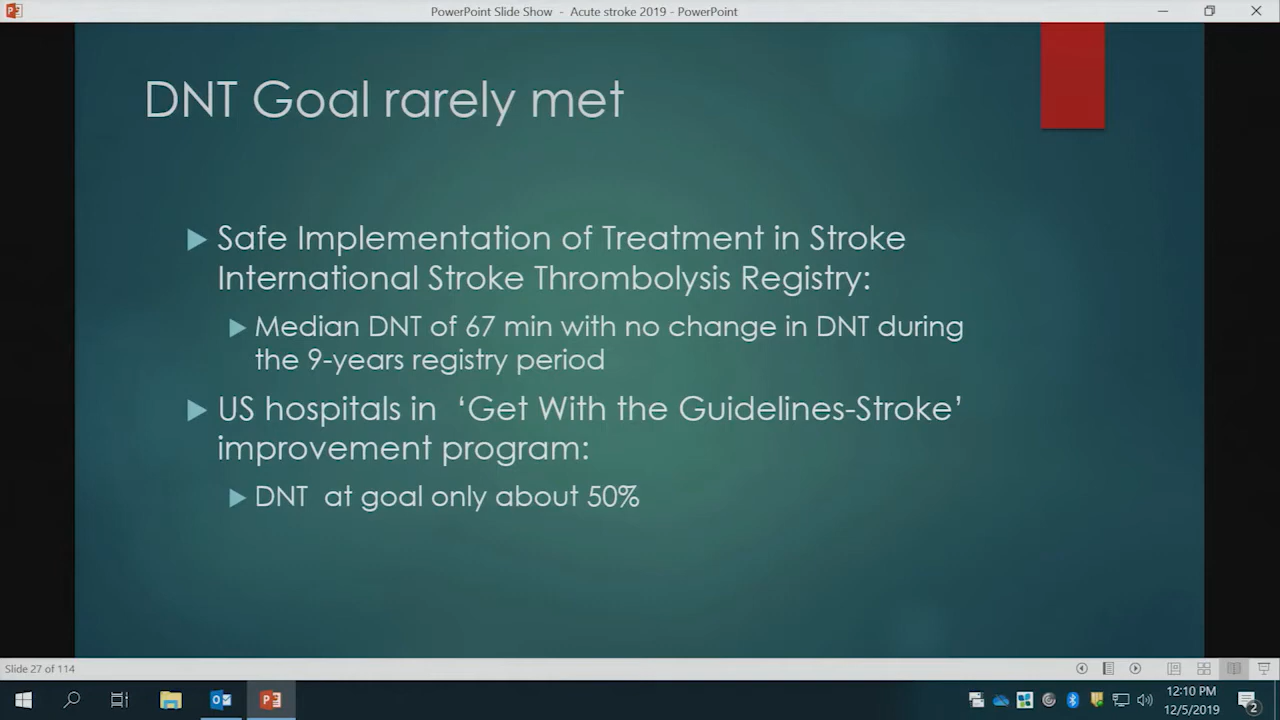 PowerPoint Slide Show - Acute stroke 2019 - PowerPoint
DNT Goal rarely met
Safe Implementation of Treatment in Stroke
International Stroke Thrombolysis Registry:
Median DNT of 67 min with no change in DNT during
the 9-years registry period
US hospitals in ‘Get With the Guidelines-Stroke’
improvement program:
DNT at goal only about 50%
Slide 27 of 114
12:10 PM
12/5/2019
2